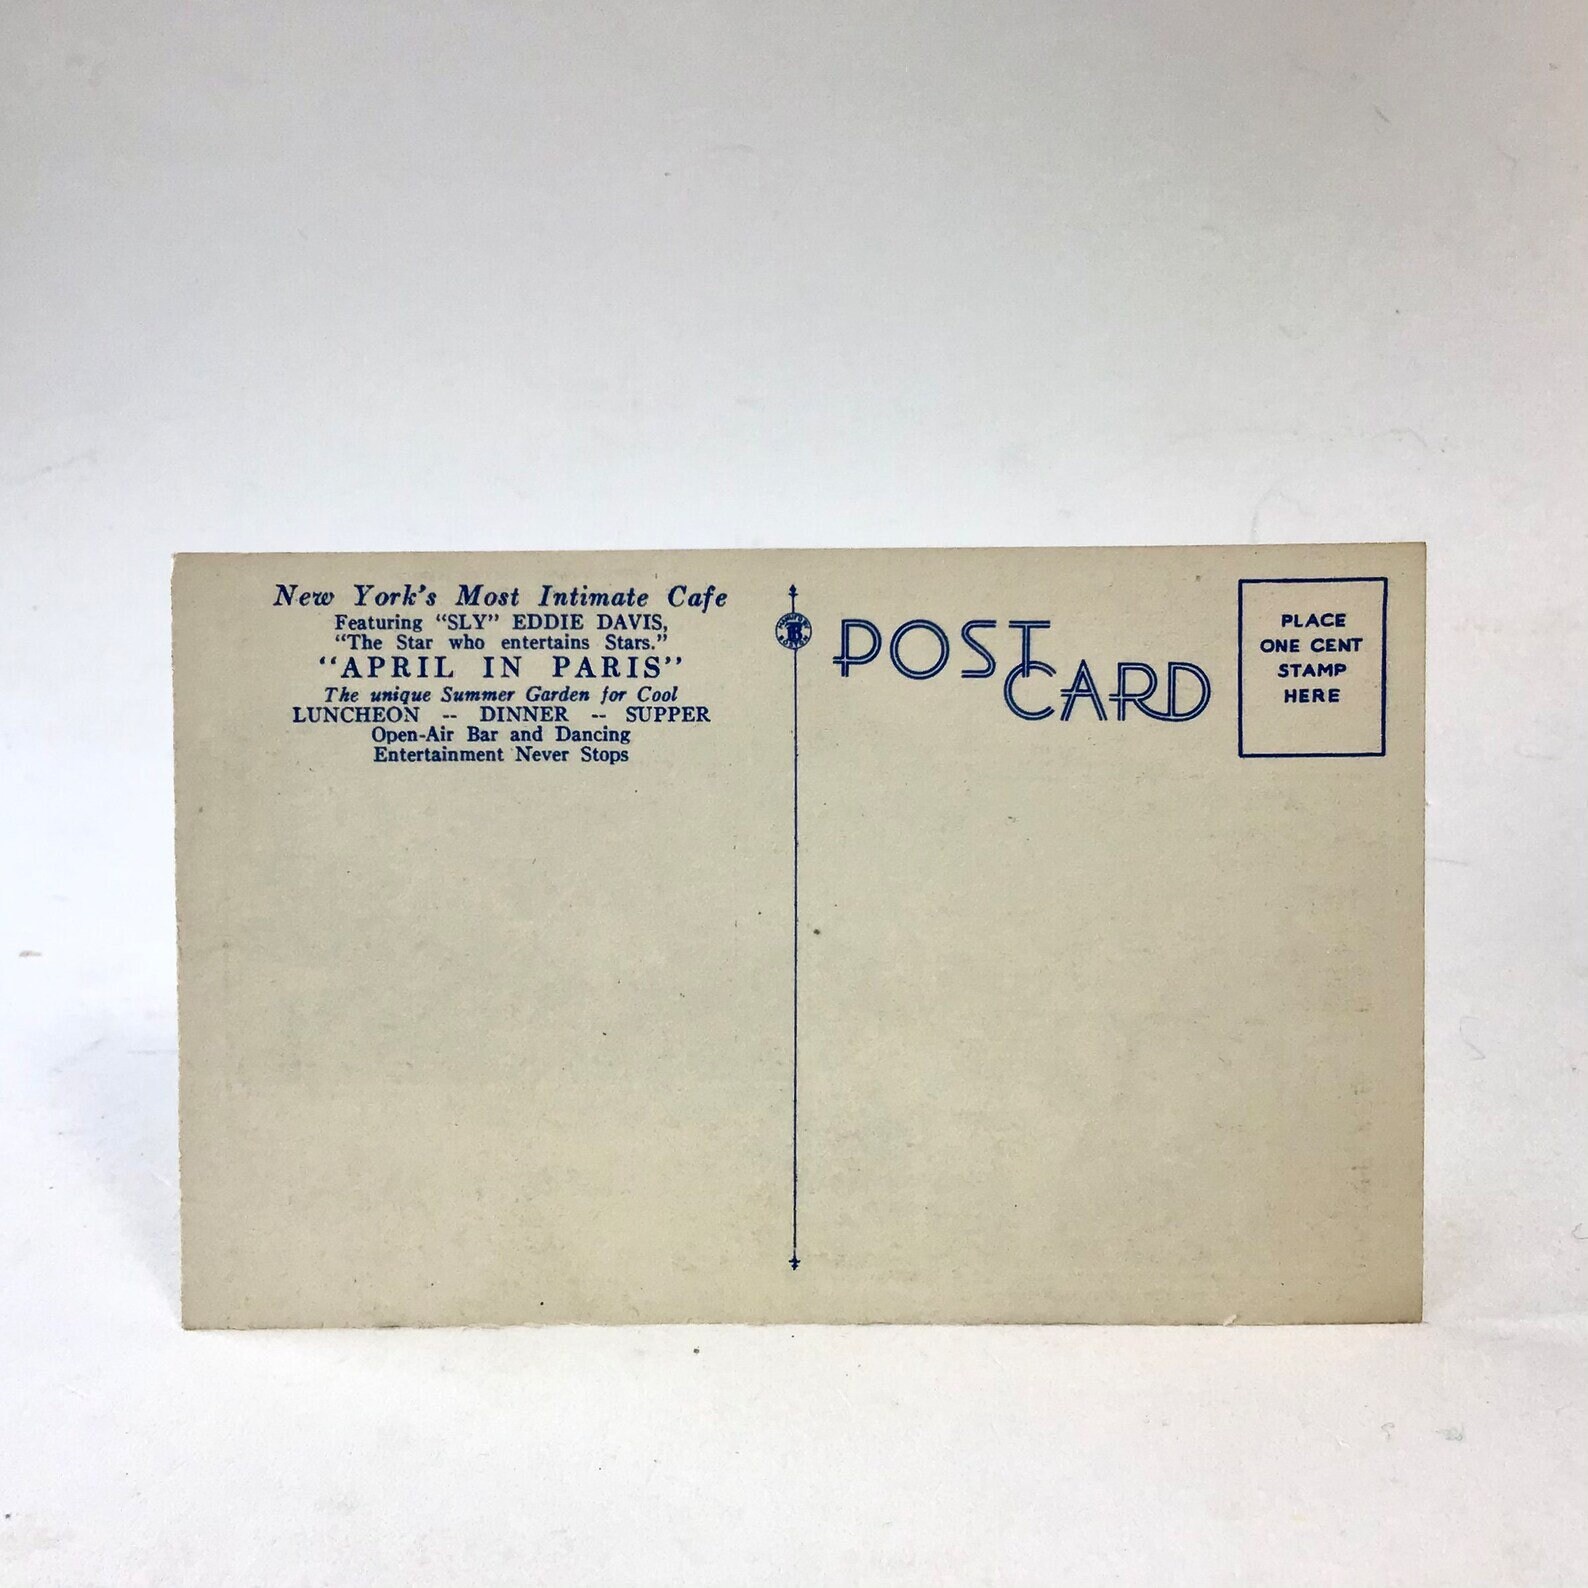 New York's Most Intimate Cafe
Featuring "SLY" EDDIE DAVIS,
"The Star who entertains Stars."
"APRIL IN PARIS"
The unique Summer Garden for Cool
LUNCHEON -- DINNER -- SUPPER
Open-Air Bar and Dancing
Entertainment Never Stops
POST
CARD
PLACE
ONE CENT
STAMP
HERE